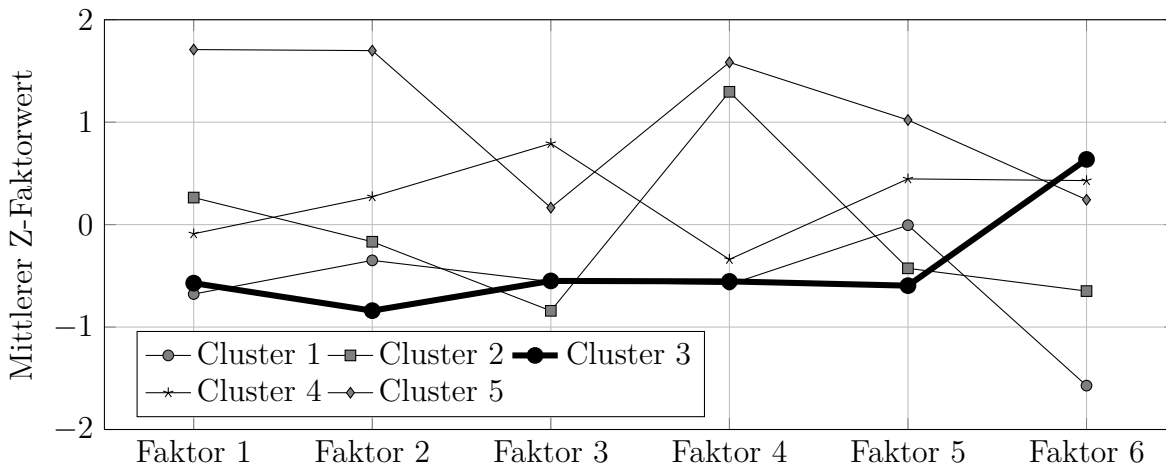 Mittlerer Z-Faktorwert
2
1
0
−1
−2
Cluster 1 Cluster 2 Cluster 3
Cluster 4 Cluster 5
Faktor 1 Faktor 2 Faktor 3 Faktor 4 Faktor 5 Faktor 6